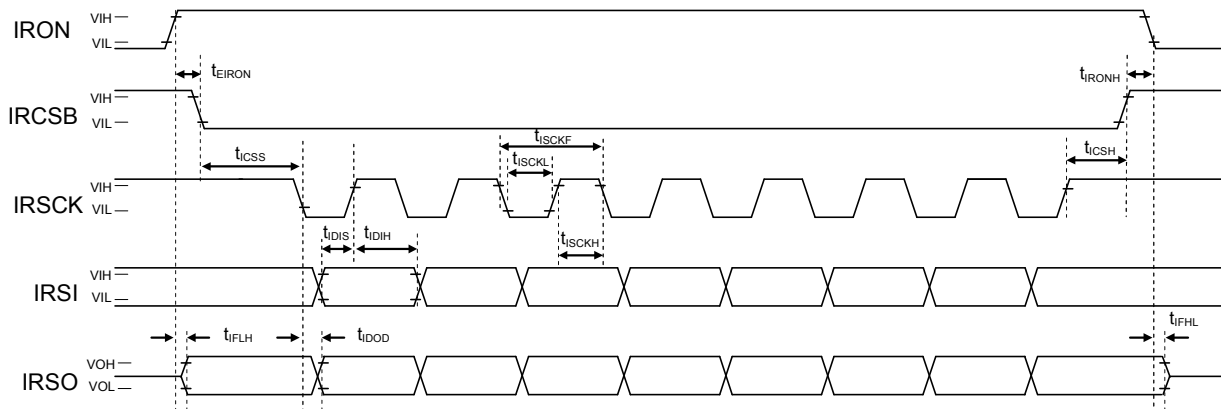 IRON
VIH
VIL
tEIRON
tIRONH
IRCSB
VIH
VIL
tICSS
tISCKF
tISCKL
tICSH
IRSCK
VIH
VIL
tIDIS
tIDIH
tISCKH
IRSI
VIH
VIL
tIFLH
tIDOD
tIFHL
IRSO
VOH
VOL